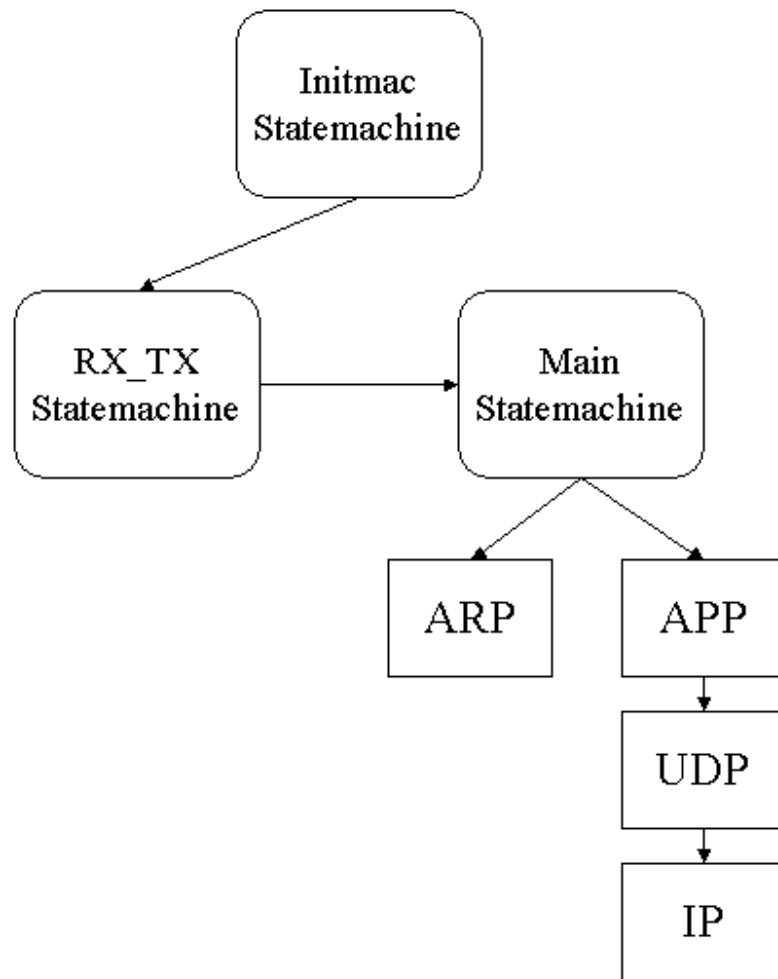 Initmac
Statemachine
RX_TX
Statemachine
Main
Statemachine
ARP
APP
UDP
IP